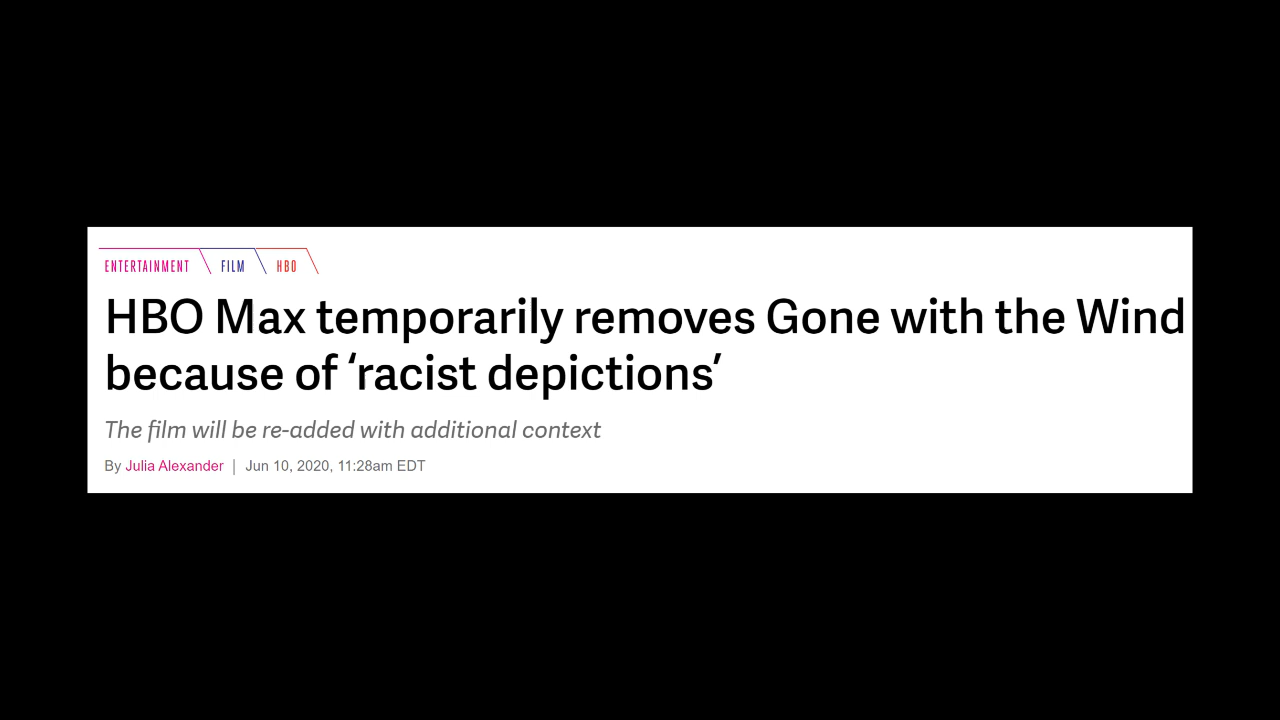 ENTERTAINMENT FILM HBO
HBO Max temporarily removes Gone with the Wind
because of ‘racist depictions’
The film will be re-added with additional context
By Julia Alexander | Jun 10, 2020, 11:28am EDT